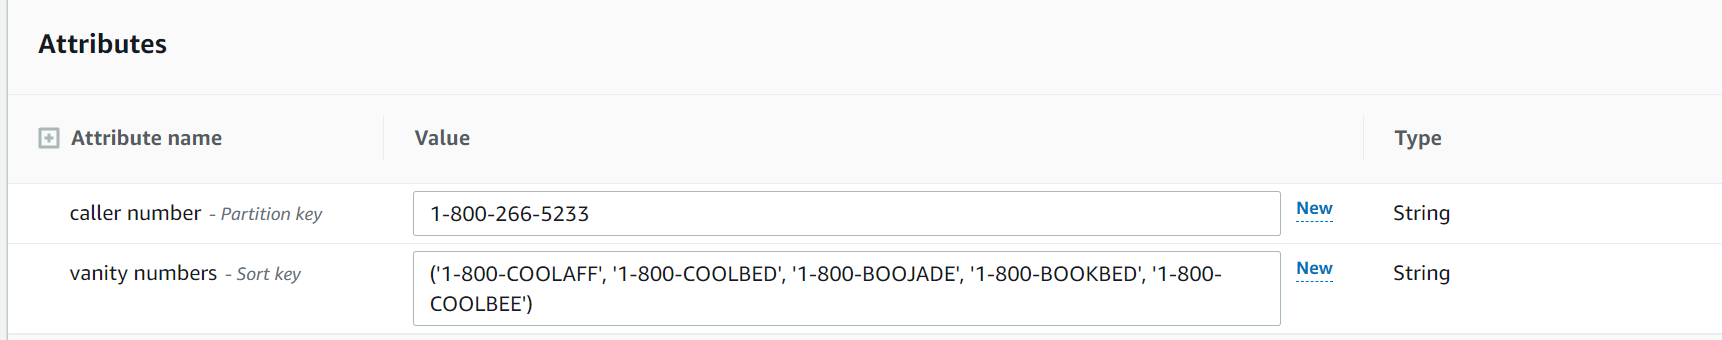 Attributes
Attribute name Value Type
caller number - Partition key 1-800-266-5233 New String
vanity numbers - Sort key ('1-800-COOLAFF', '1-800-COOLBED', '1-800-BOOJADE', '1-800-BOOKBED', '1-800- New String
COOLBEE')